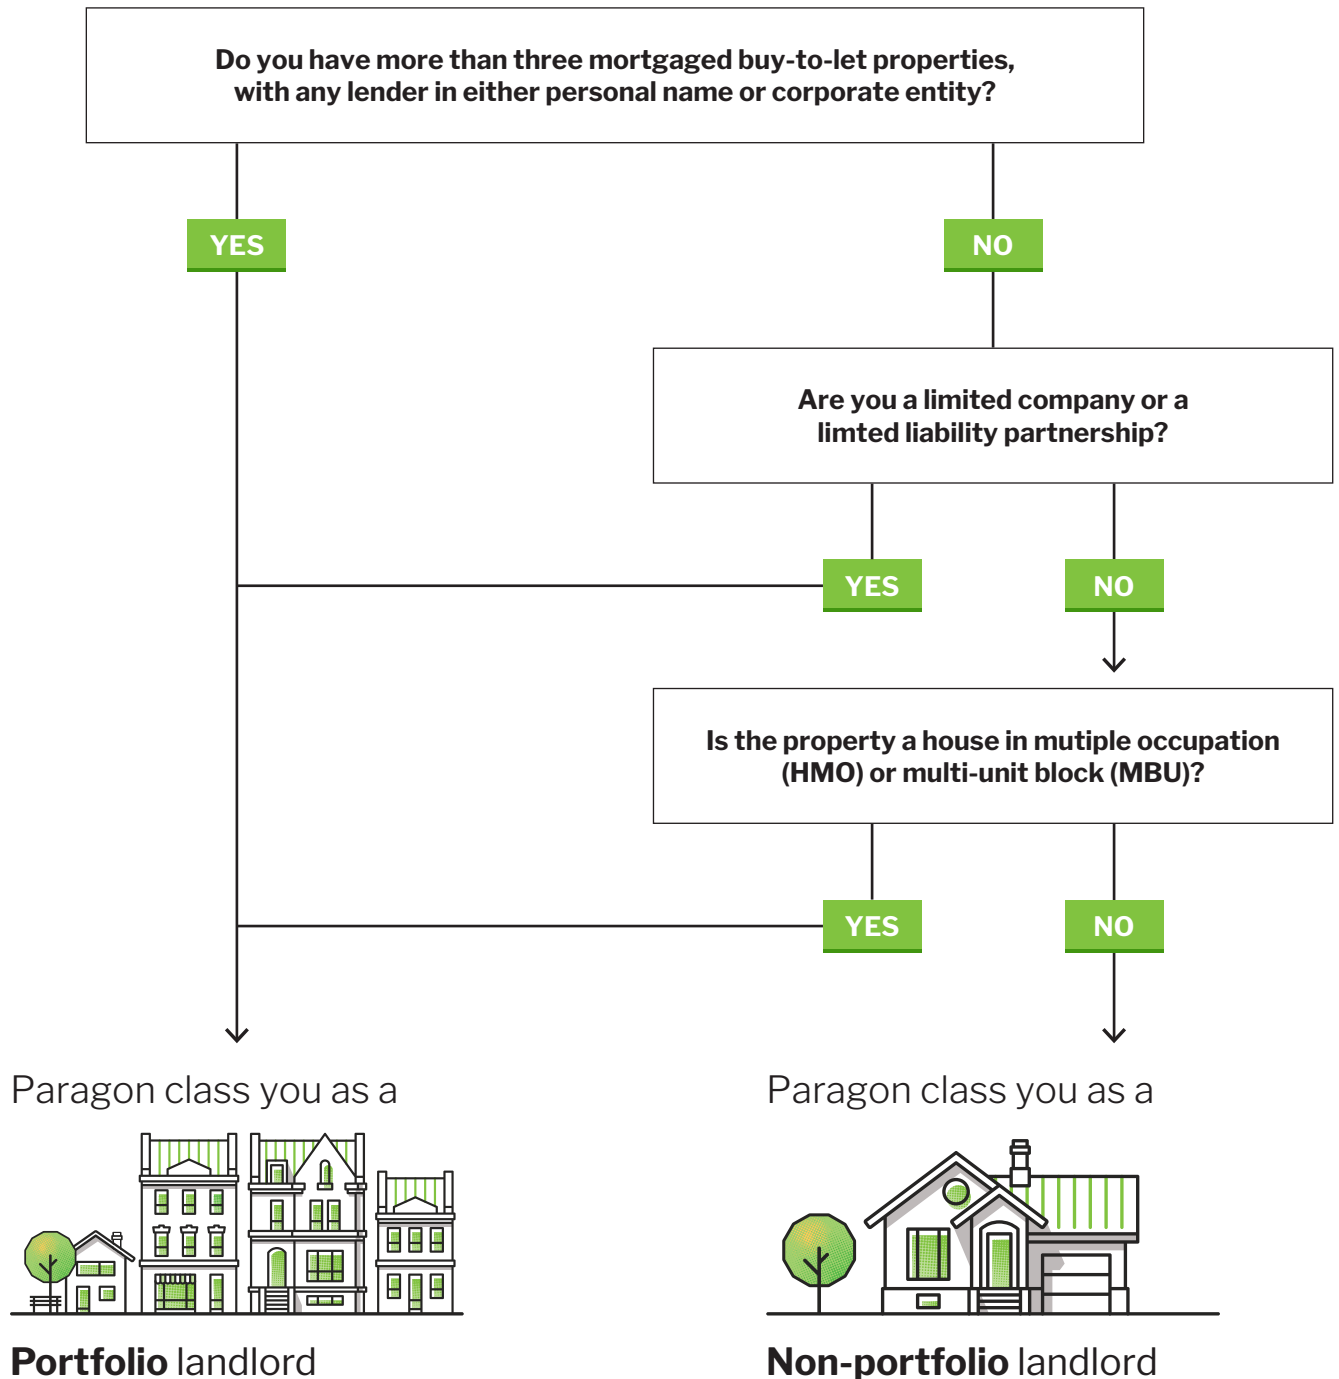 Do you have more than three mortgaged buy-to-let properties,
with any lender in either personal name or corporate entity?
YES
NO
Are you a limited company or a
limted liability partnership?
YES
NO
Is the property a house in mutiple occupation
(HMO) or multi-unit block (MBU)?
YES
NO
Paragon class you as a
Portfolio landlord
Paragon class you as a
Non-portfolio landlord